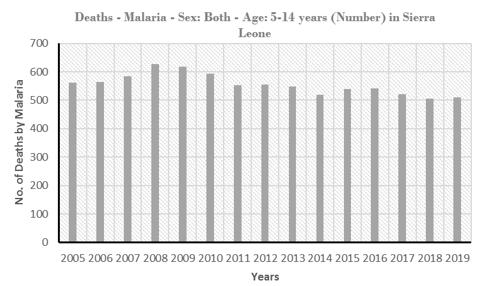 Deaths - Malaria - Sex: Both - Age: 5-14 years (Number) in Sierra
Leone
700
600
500
400
300
200
100
0
No. of Deaths by Malaria
2005 2006 2007 2008 2009 2010 2011 2012 2013 2014 2015 2016 2017 2018 2019
Years